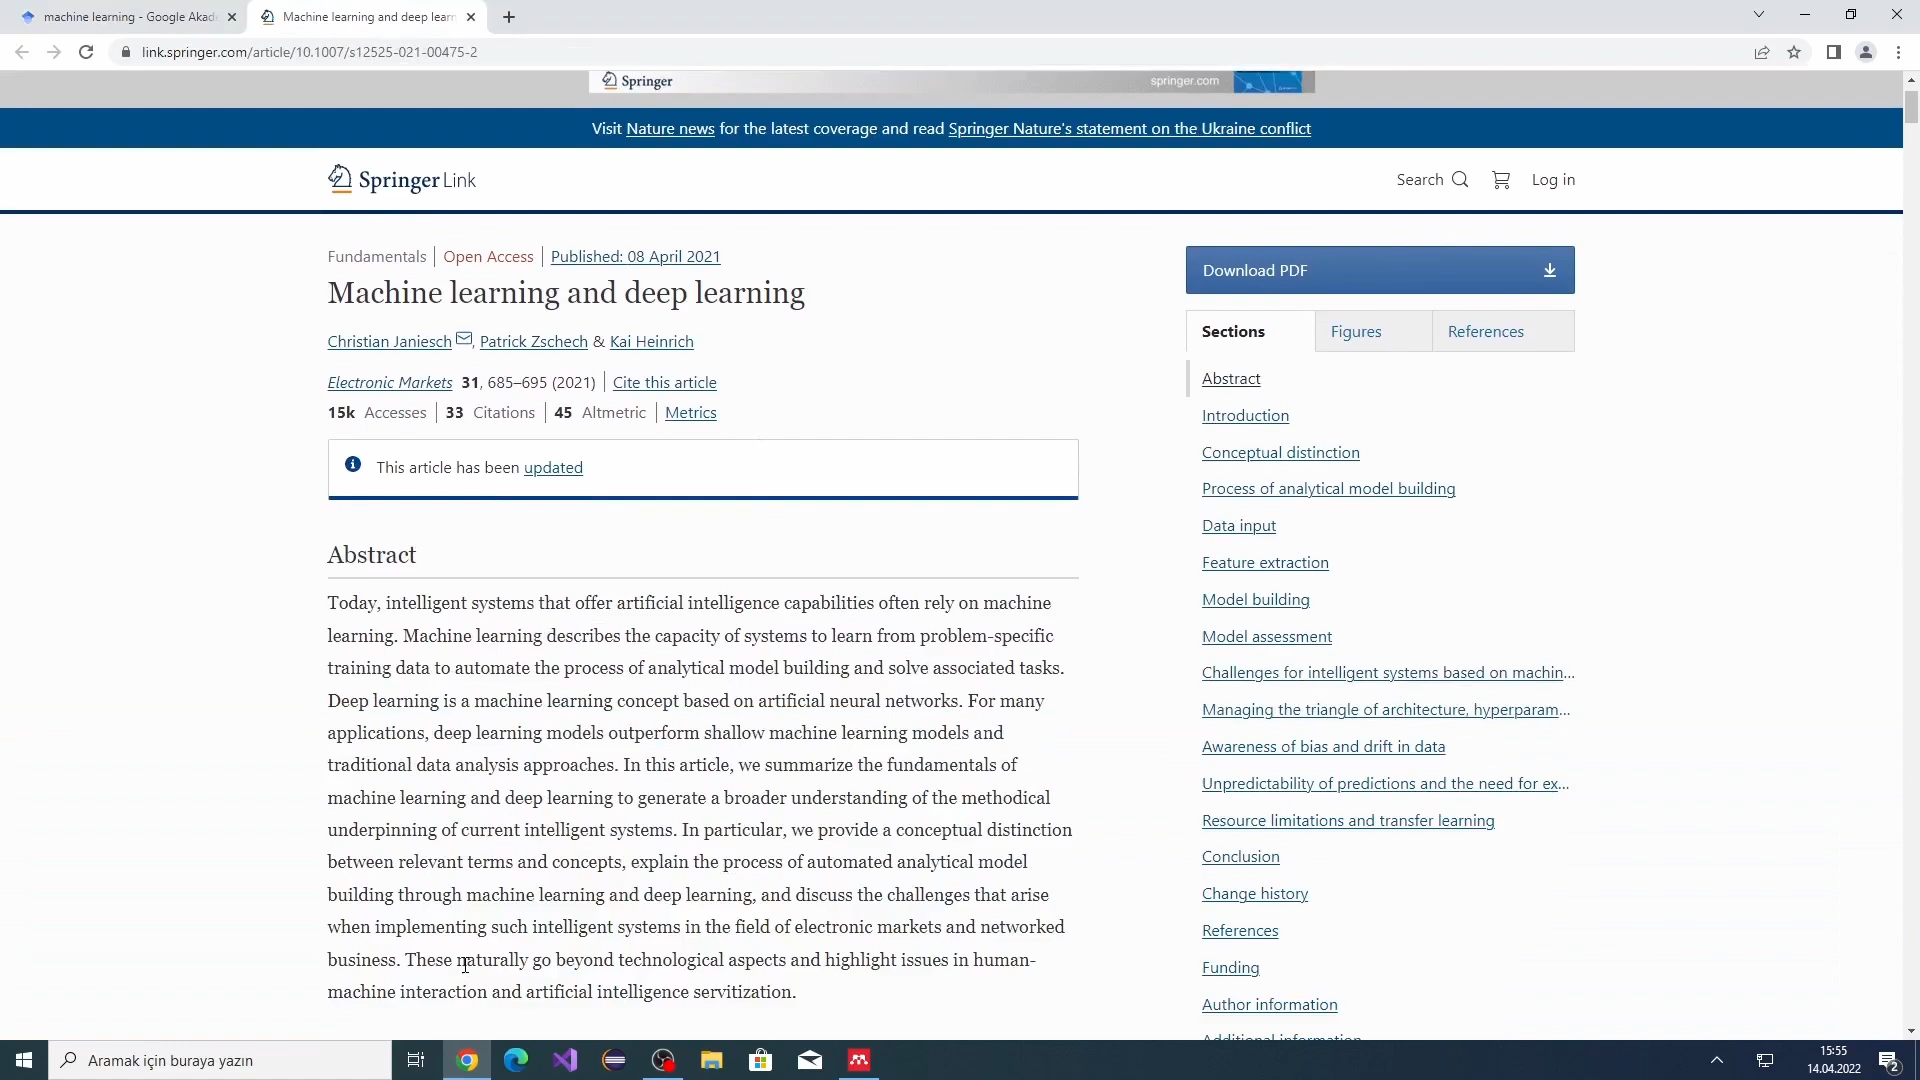 machine learning - Google Akad
Machine learning and deep learn
link.springer.com/article/10.1007/s12525-021-00475-2
Springer
springer.com
Visit Nature news for the latest coverage and read Springer Nature's statement on the Ukraine conflict
Springer Link
Search
Log in
Fundamentals | Open Access | Published: 08 April 2021
Machine learning and deep learning
Christian Janiesch, Patrick Zschech & Kai Heinrich
Electronic Markets 31, 685–695 (2021) | Cite this article
15k Accesses | 33 Citations | 45 Altmetric | Metrics
This article has been updated
Abstract
Today, intelligent systems that offer artificial intelligence capabilities often rely on machine
learning. Machine learning describes the capacity of systems to learn from problem-specific
training data to automate the process of analytical model building and solve associated tasks.
Deep learning is a machine learning concept based on artificial neural networks. For many
applications, deep learning models outperform shallow machine learning models and
traditional data analysis approaches. In this article, we summarize the fundamentals of
machine learning and deep learning to generate a broader understanding of the methodical
underpinning of current intelligent systems. In particular, we provide a conceptual distinction
between relevant terms and concepts, explain the process of automated analytical model
building through machine learning and deep learning, and discuss the challenges that arise
when implementing such intelligent systems in the field of electronic markets and networked
business. These naturally go beyond technological aspects and highlight issues in human-
machine interaction and artificial intelligence servitization.
Download PDF
Sections
Figures
References
Abstract
Introduction
Conceptual distinction
Process of analytical model building
Data input
Feature extraction
Model building
Model assessment
Challenges for intelligent systems based on machin...
Managing the triangle of architecture, hyperparam...
Awareness of bias and drift in data
Unpredictability of predictions and the need for ex...
Resource limitations and transfer learning
Conclusion
Change history
References
Funding
Author information
Additional information
Aramak için buraya yazın
15:55
14.04.2022
2